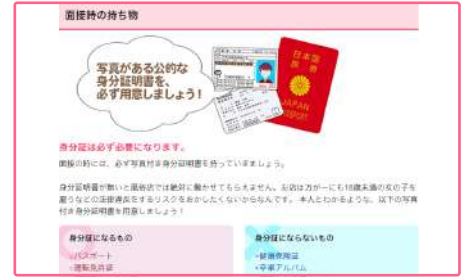 面接時の持ち物
写真がある公的な
身分証明書を、
必ず用意しましょう!
日本国
旅券
JAPAN
PASSPORT
身分証は必ず必要になります。
面接の時には、必ず写真付き身分証明書を持っていきましょう。
身分証明書が無いと風俗店では絶対に働かせてもらえません。お店は万が一にも18歳未満の女の子を
雇うなどの法律違反をするリスクをおかしたくないからなんです。本人とわかるような、以下の写真
付き身分証明書を用意しましょう!
身分証になるもの
・パスポート
・運転免許証
身分証にならないもの
・健康保険証
・卒業アルバム